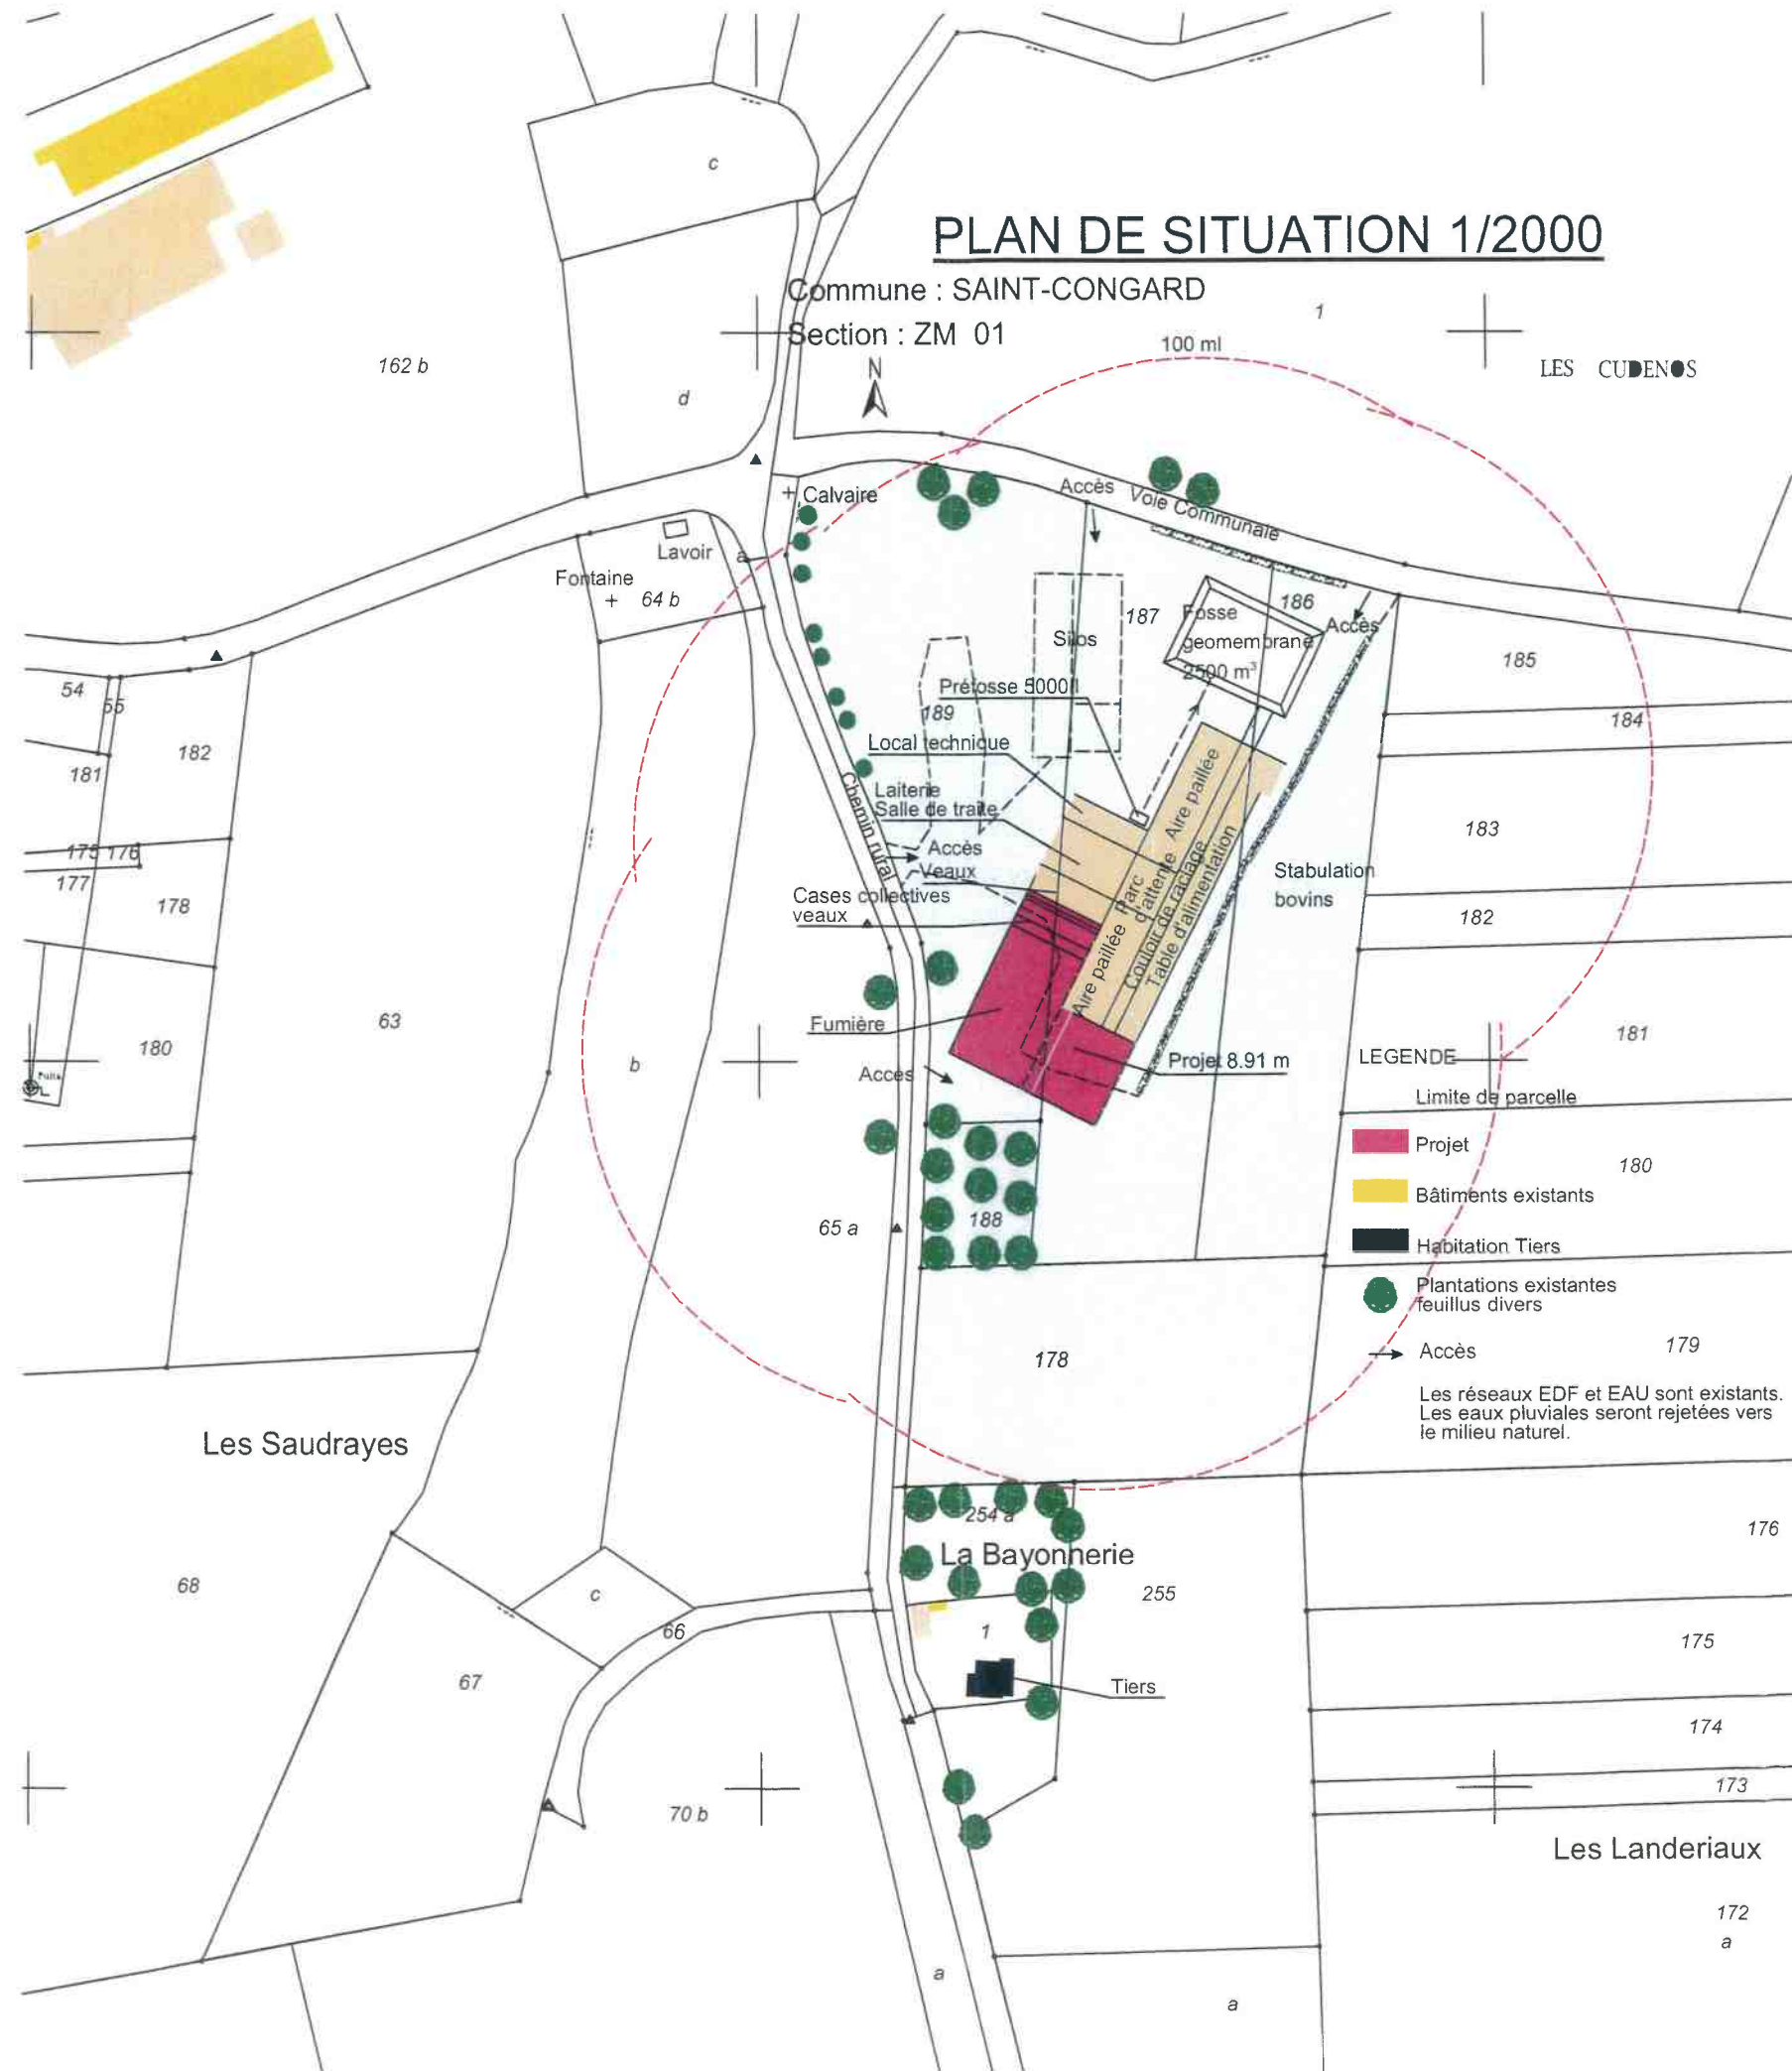 c
PLAN DE SITUATION 1/2000
Commune : SAINT-CONGARD
Section : ZM 01
1
100 ml
LES CUDENOS
162 b
N
d
Calvaire
Accès
Voie Communale
Lavoir
a
Fontaine
64 b
187
Fosse
geomembrane
2500 m³
186
Accès
Silos
185
54
55
Préfosse 5000 l
189
184
182
181
Local technique
Chemin rural
Laiterie
Salle de traite
Aire paillée
183
175
176
177
178
Accès
Veaux
Cases collectives
veaux
Parc
d'attente
Couloir de raclage
Table d'alimentation
Aire paillée
Stabulation
bovins
182
63
180
Puits
b
Fumière
Acces
Projet 8.91 m
181
LEGENDE
Limite de parcelle
Projet
180
Bâtiments existants
65 a
188
Habitation Tiers
Plantations existantes
feuillus divers
178
Accès
179
Les réseaux EDF et EAU sont existants.
Les eaux pluviales seront rejetées vers
le milieu naturel.
Les Saudrayes
254 a
La Bayonnerie
176
68
c
255
66
1
175
67
Tiers
174
173
70 b
Les Landeriaux
172
a
a
a